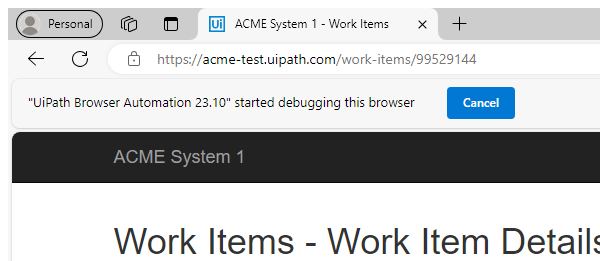 Personal
Ui ACME System 1 - Work Items
https://acme-test.uipath.com/work-items/99529144
"UiPath Browser Automation 23.10" started debugging this browser Cancel
ACME System 1
Work Items - Work Item Details